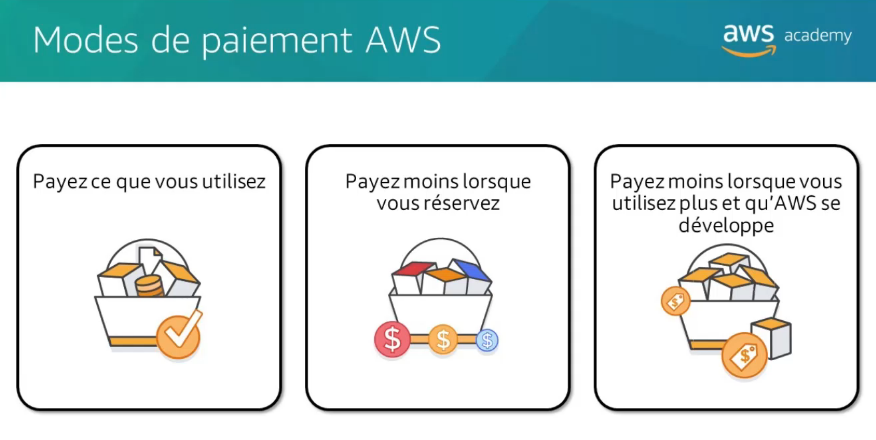 Modes de paiement AWS
aws academy
Payez ce que vous utilisez
Payez moins lorsque
vous réservez
Payez moins lorsque vous
utilisez plus et qu'AWS se
développe
$
$
$
$
$